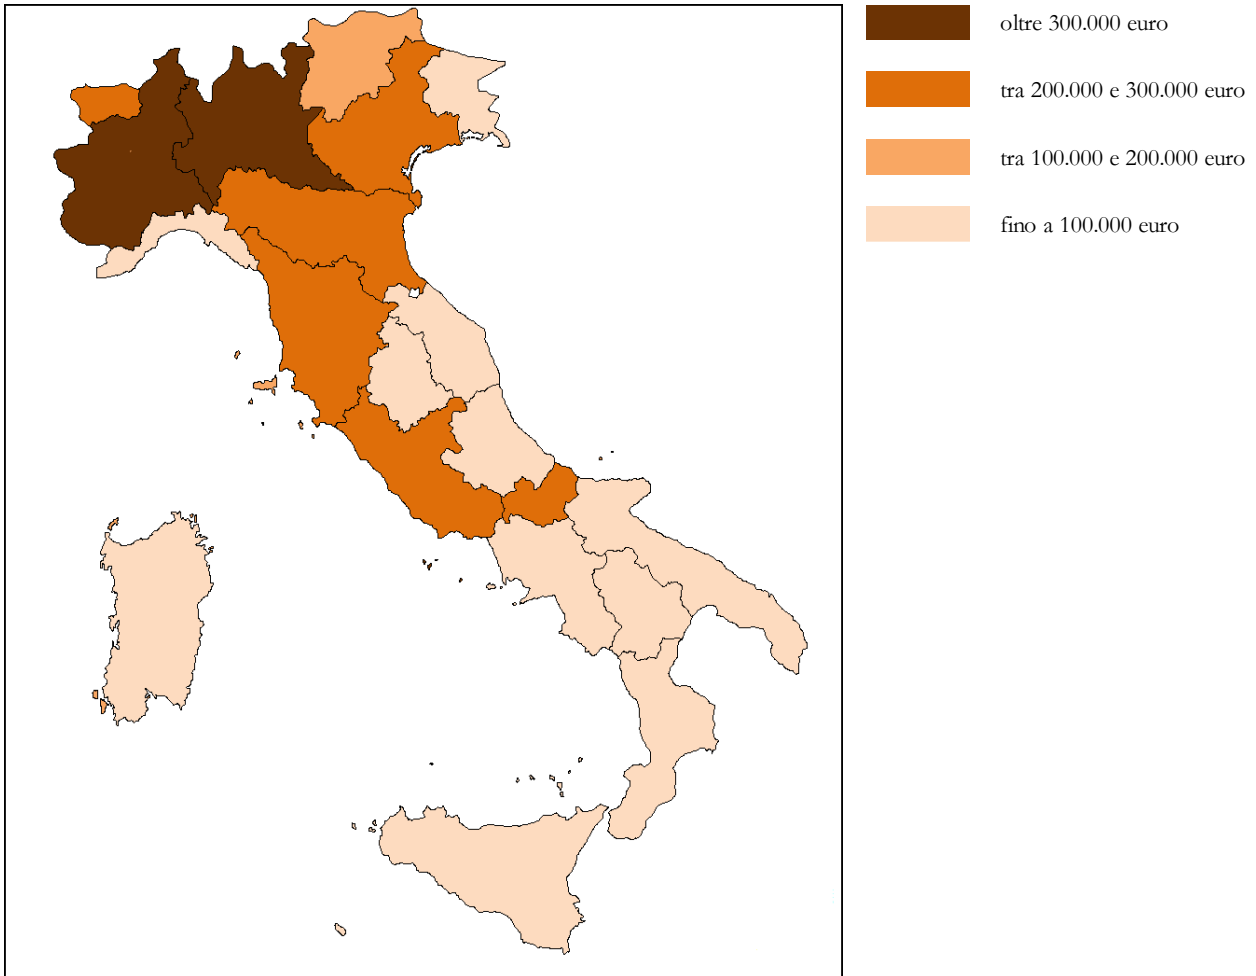 oltre 300.000 euro
tra 200.000 e 300.000 euro
tra 100.000 e 200.000 euro
fino a 100.000 euro